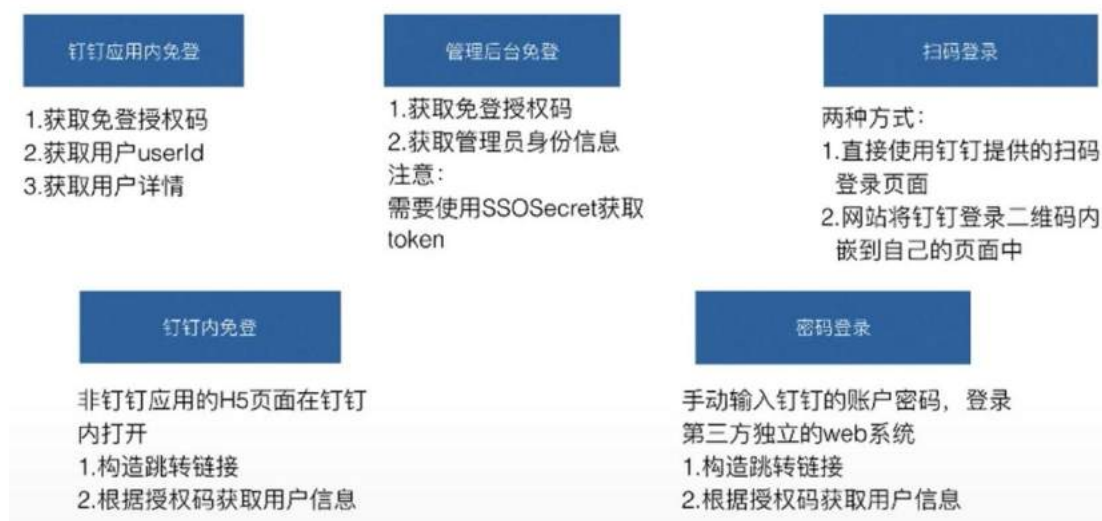 钉钉应用内免登
1.获取免登授权码
2.获取用户userId
3.获取用户详情
管理后台免登
1.获取免登授权码
2.获取管理员身份信息
注意：
需要使用SSOSecret获取
token
扫码登录
两种方式：
1.直接使用钉钉提供的扫码
登录页面
2.网站将钉钉登录二维码内
嵌到自己的页面中
钉钉内免登
非钉钉应用的H5页面在钉钉
内打开
1.构造跳转链接
2.根据授权码获取用户信息
密码登录
手动输入钉钉的账户密码，登录
第三方独立的web系统
1.构造跳转链接
2.根据授权码获取用户信息